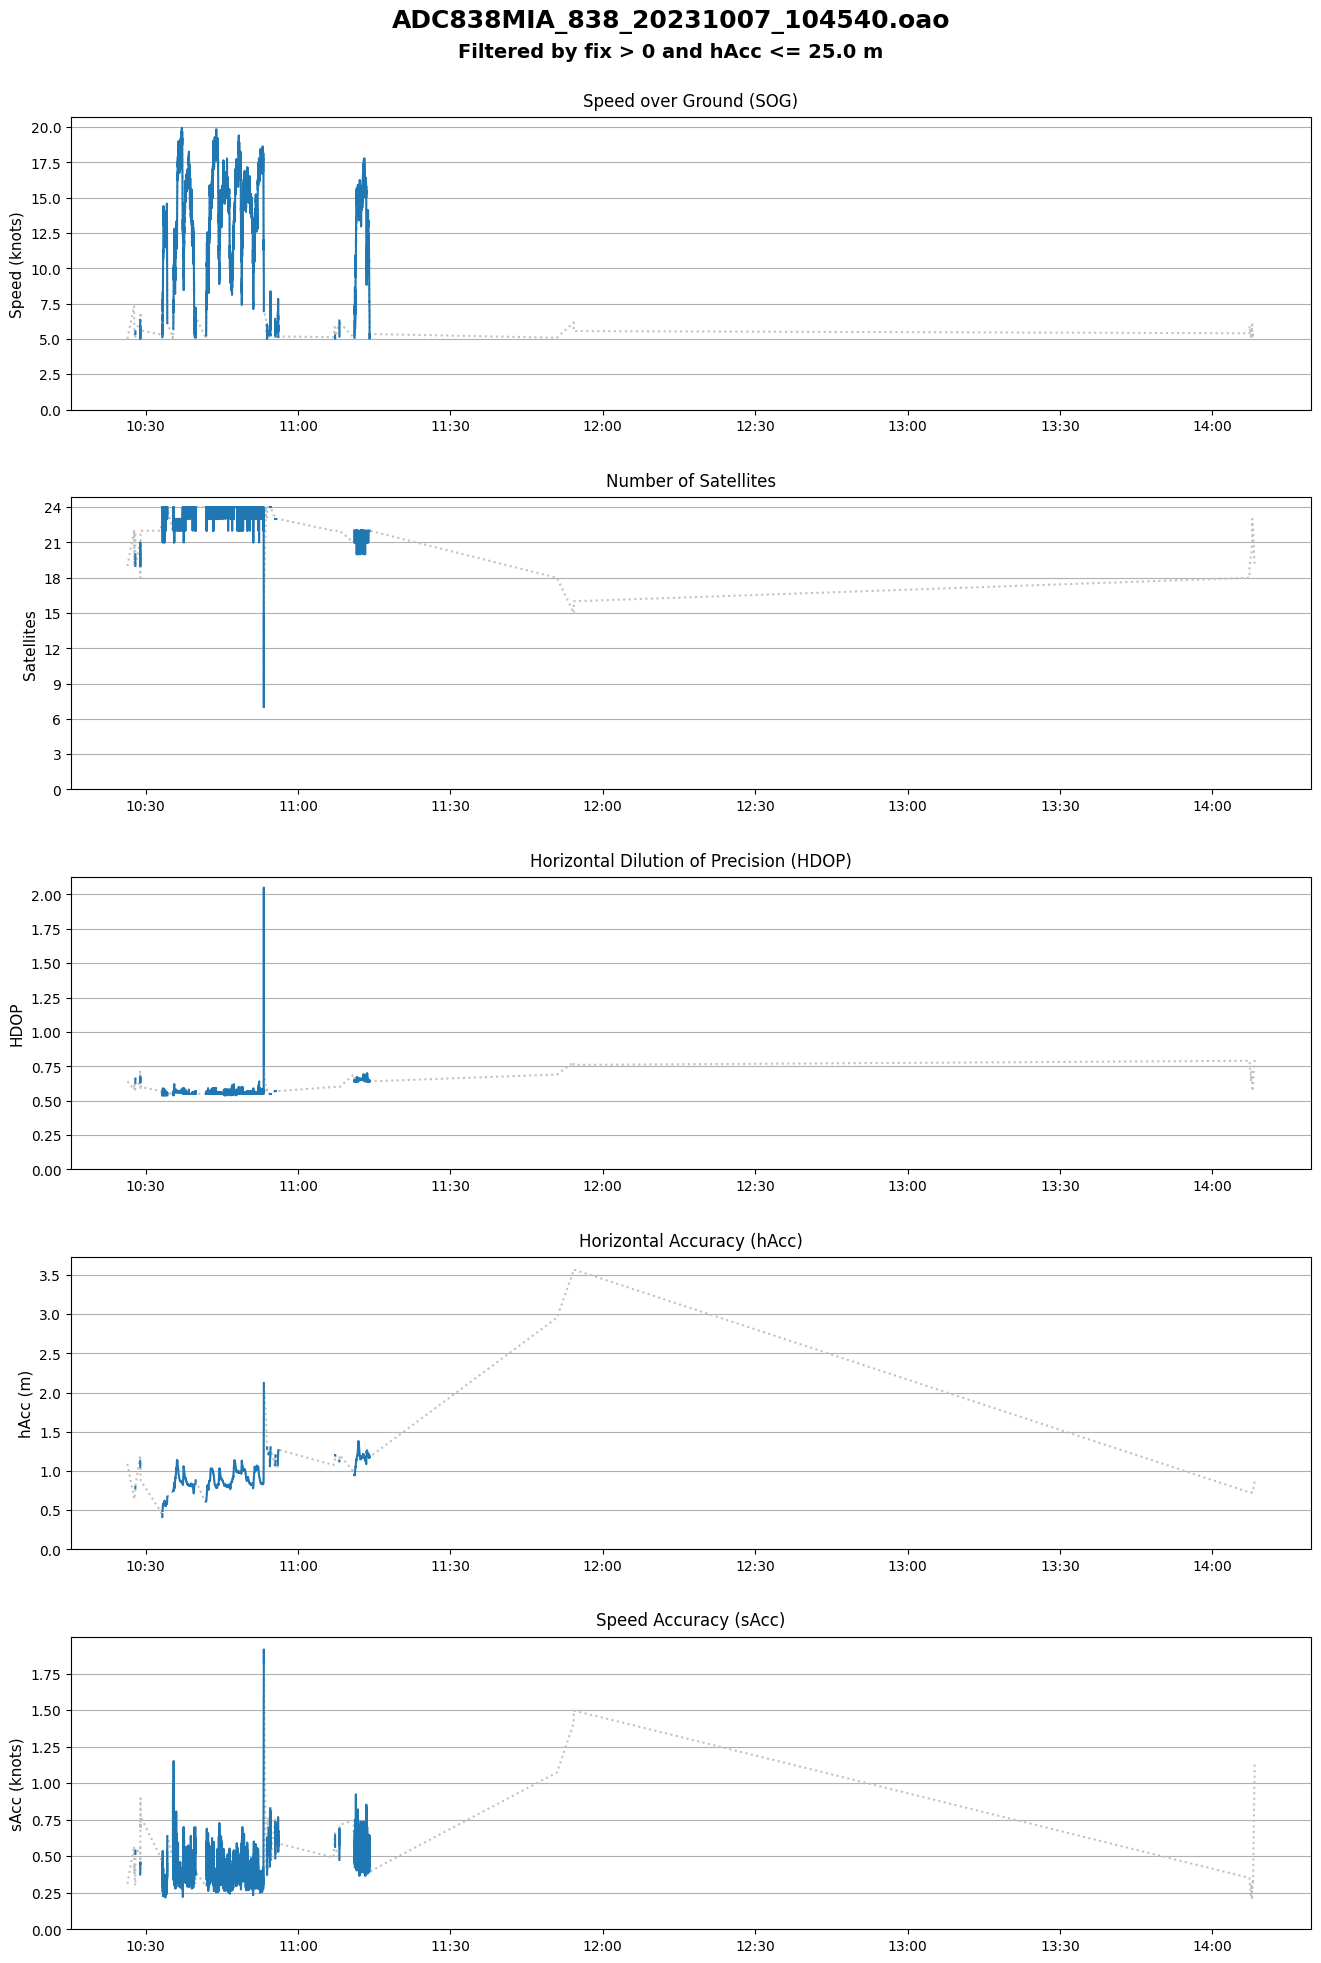 ADC838MIA_838_20231007_104540.oao
Filtered by fix > 0 and hAcc <= 25.0 m
Speed over Ground (SOG)
20.0
17.5
15.0
12.5
10.0
7.5
5.0
2.5
0.0
Speed (knots)
10:30 11:00 11:30 12:00 12:30 13:00 13:30 14:00
Number of Satellites
24
21
18
15
12
9
6
3
0
Satellites
10:30 11:00 11:30 12:00 12:30 13:00 13:30 14:00
Horizontal Dilution of Precision (HDOP)
2.00
1.75
1.50
1.25
1.00
0.75
0.50
0.25
0.00
HDOP
10:30 11:00 11:30 12:00 12:30 13:00 13:30 14:00
Horizontal Accuracy (hAcc)
3.5
3.0
2.5
2.0
1.5
1.0
0.5
0.0
hAcc (m)
10:30 11:00 11:30 12:00 12:30 13:00 13:30 14:00
Speed Accuracy (sAcc)
1.75
1.50
1.25
1.00
0.75
0.50
0.25
0.00
sAcc (knots)
10:30 11:00 11:30 12:00 12:30 13:00 13:30 14:00